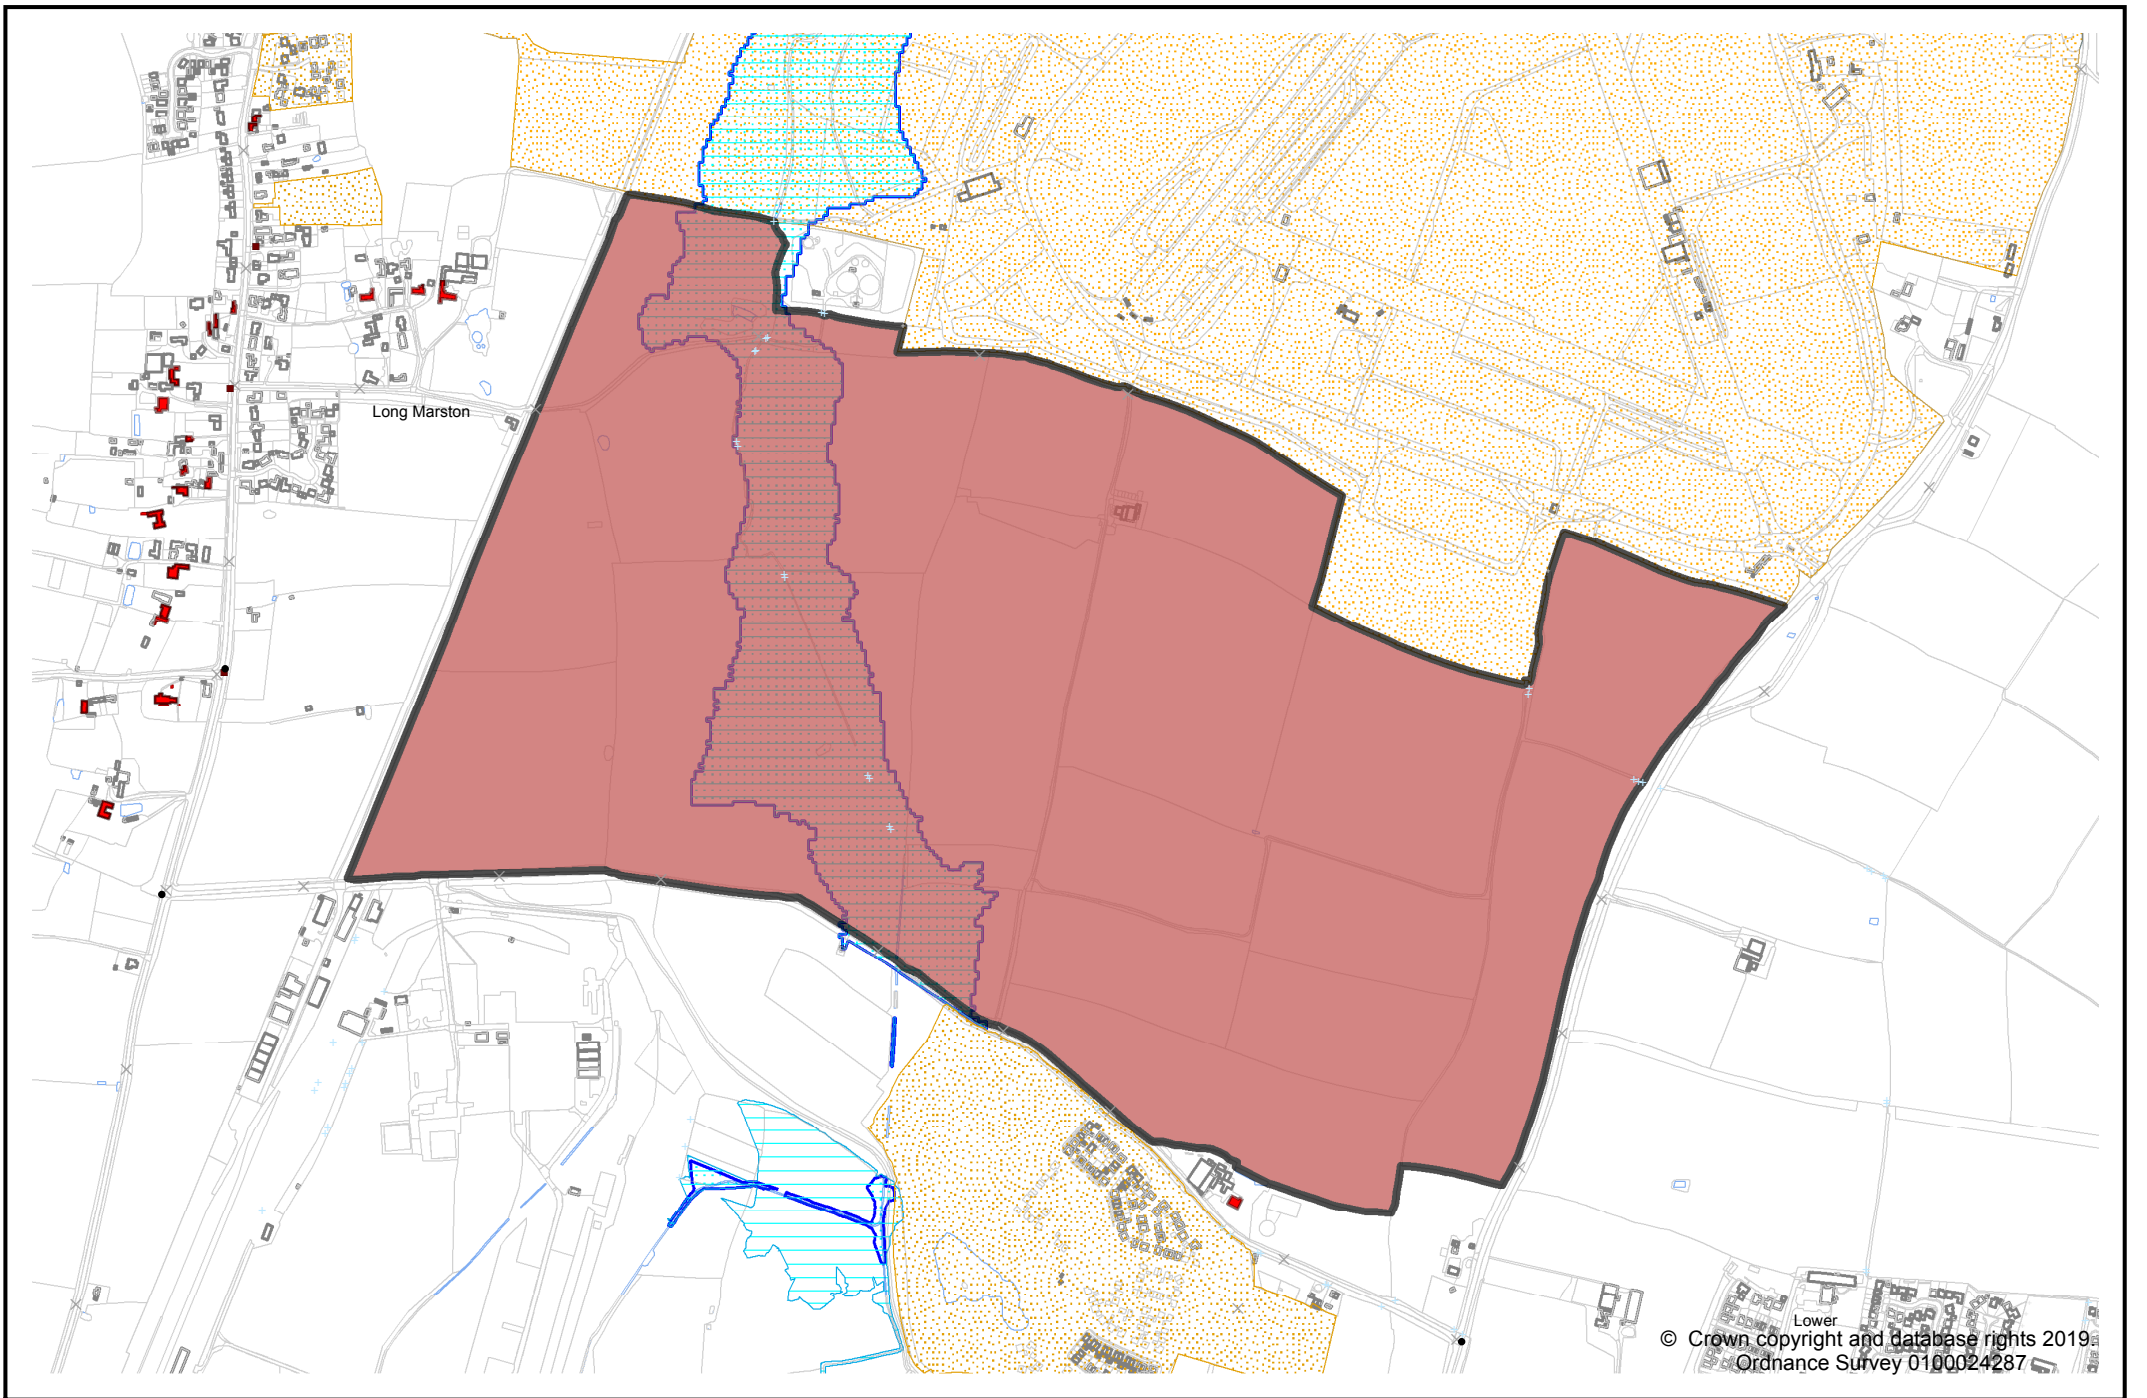 Long Marston
Lower
© Crown copyright and database rights 2019.
Ordnance Survey 0100024287